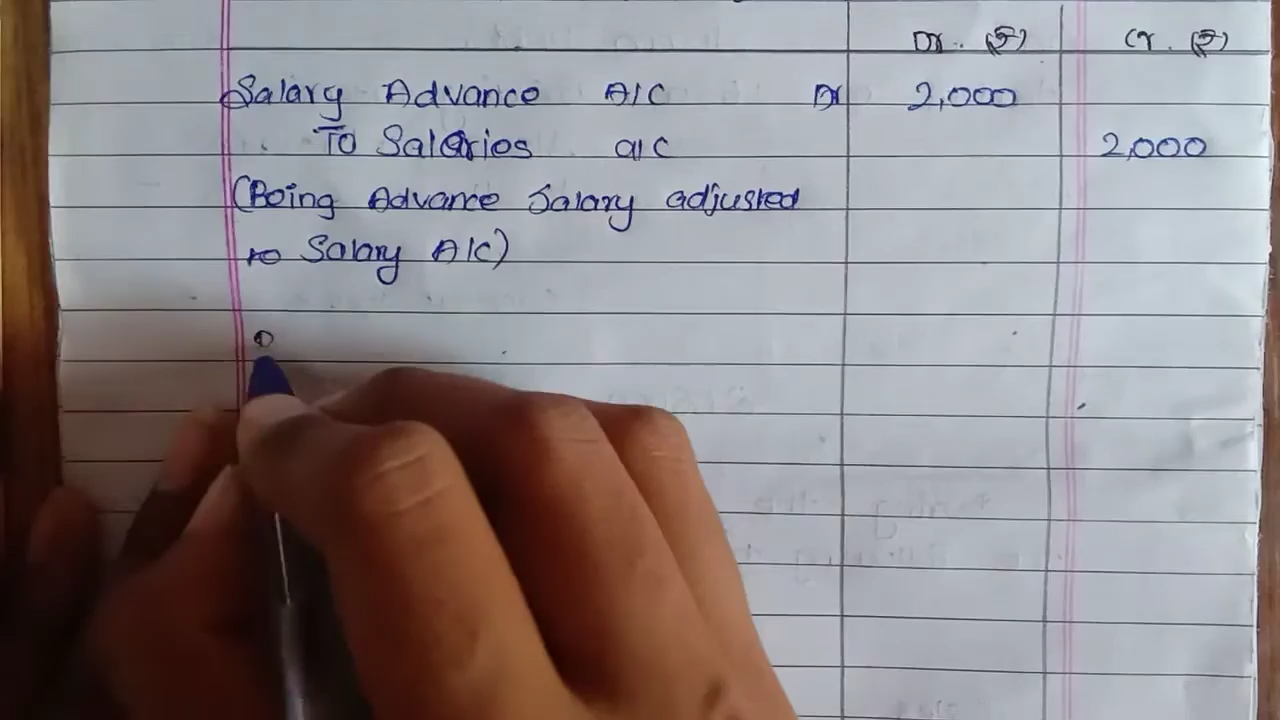 Dr. (₹) Cr. (₹)
Salary Advance A/C Dr 2,000
To Salaries a/c 2,000
(Being Advance Salary adjusted
to Salary A/C)